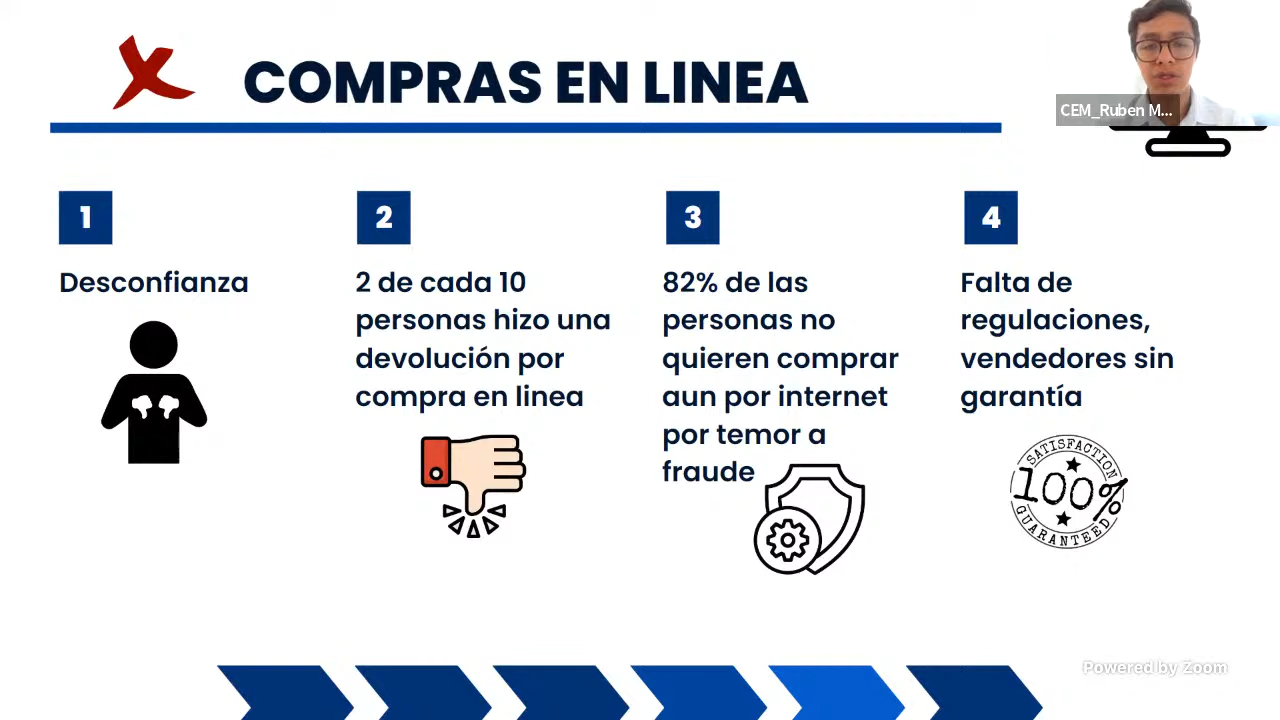 COMPRAS EN LINEA
CEM_Ruben M...
1
Desconfianza
2
2 de cada 10
personas hizo una
devolución por
compra en linea
3
82% de las
personas no
quieren comprar
aun por internet
por temor a
fraude
4
Falta de
regulaciones,
vendedores sin
garantía
SATISFACTION
100%
GUARANTEED
Powered by Zoom